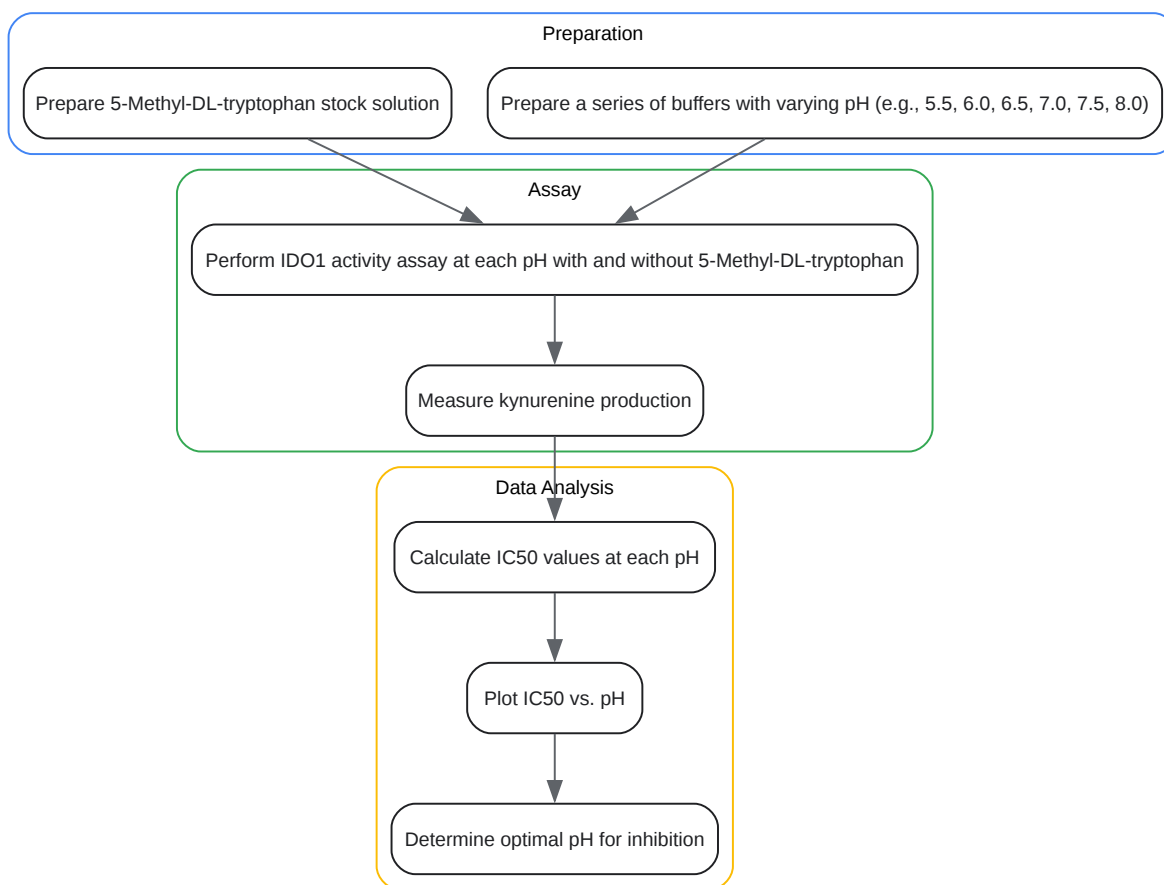 Preparation
Prepare 5-Methyl-DL-tryptophan stock solution
Prepare a series of buffers with varying pH (e.g., 5.5, 6.0, 6.5, 7.0, 7.5, 8.0)
Assay
Perform IDO1 activity assay at each pH with and without 5-Methyl-DL-tryptophan
Measure kynurenine production
Data Analysis
Calculate IC50 values at each pH
Plot IC50 vs. pH
Determine optimal pH for inhibition